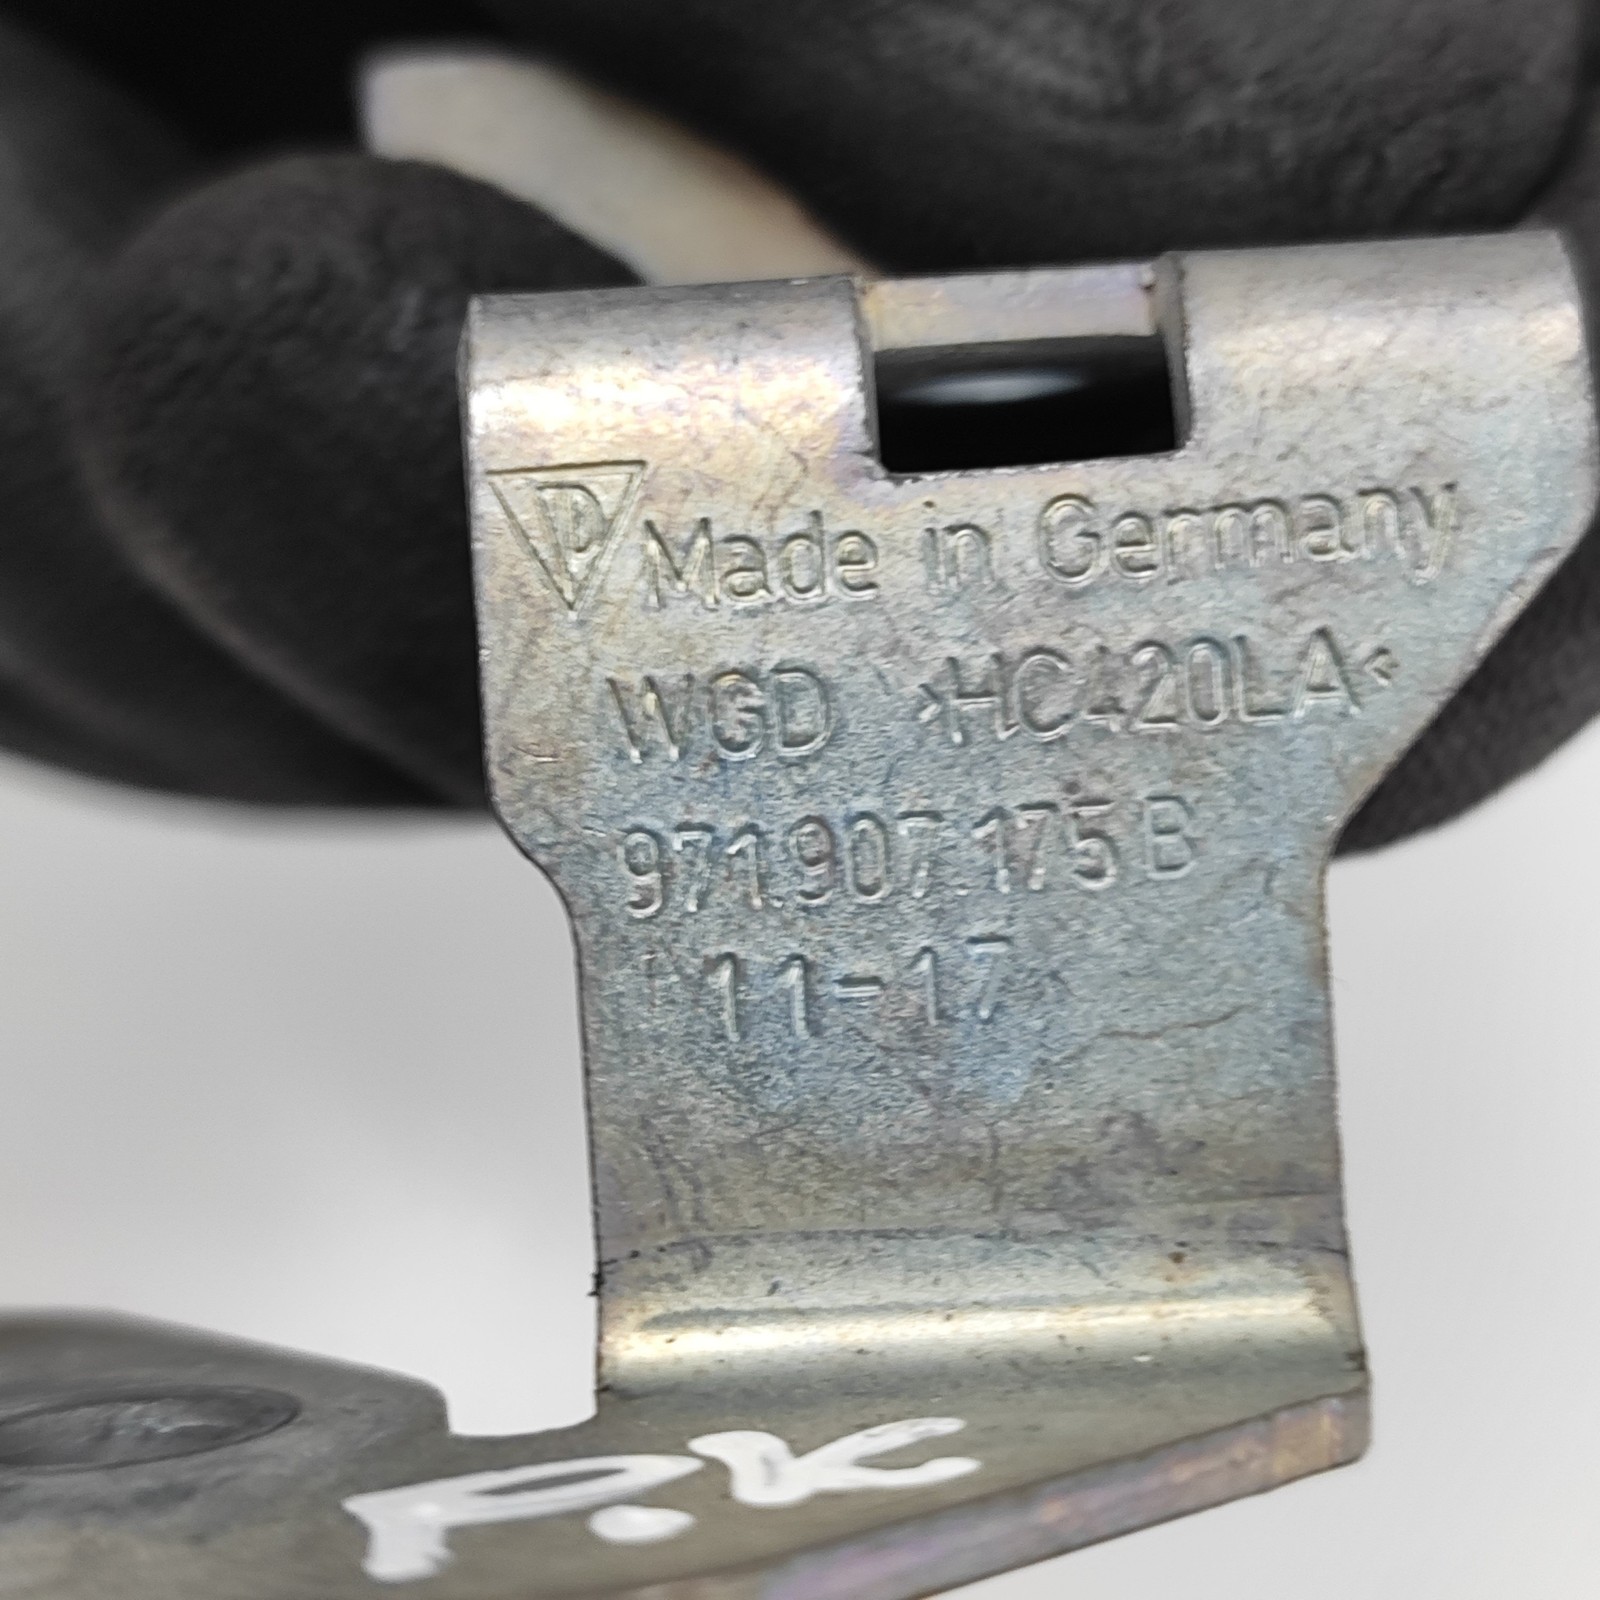 P Made in Germany
WGD >HC420LA<
971.907.175 B
11-17
P.K